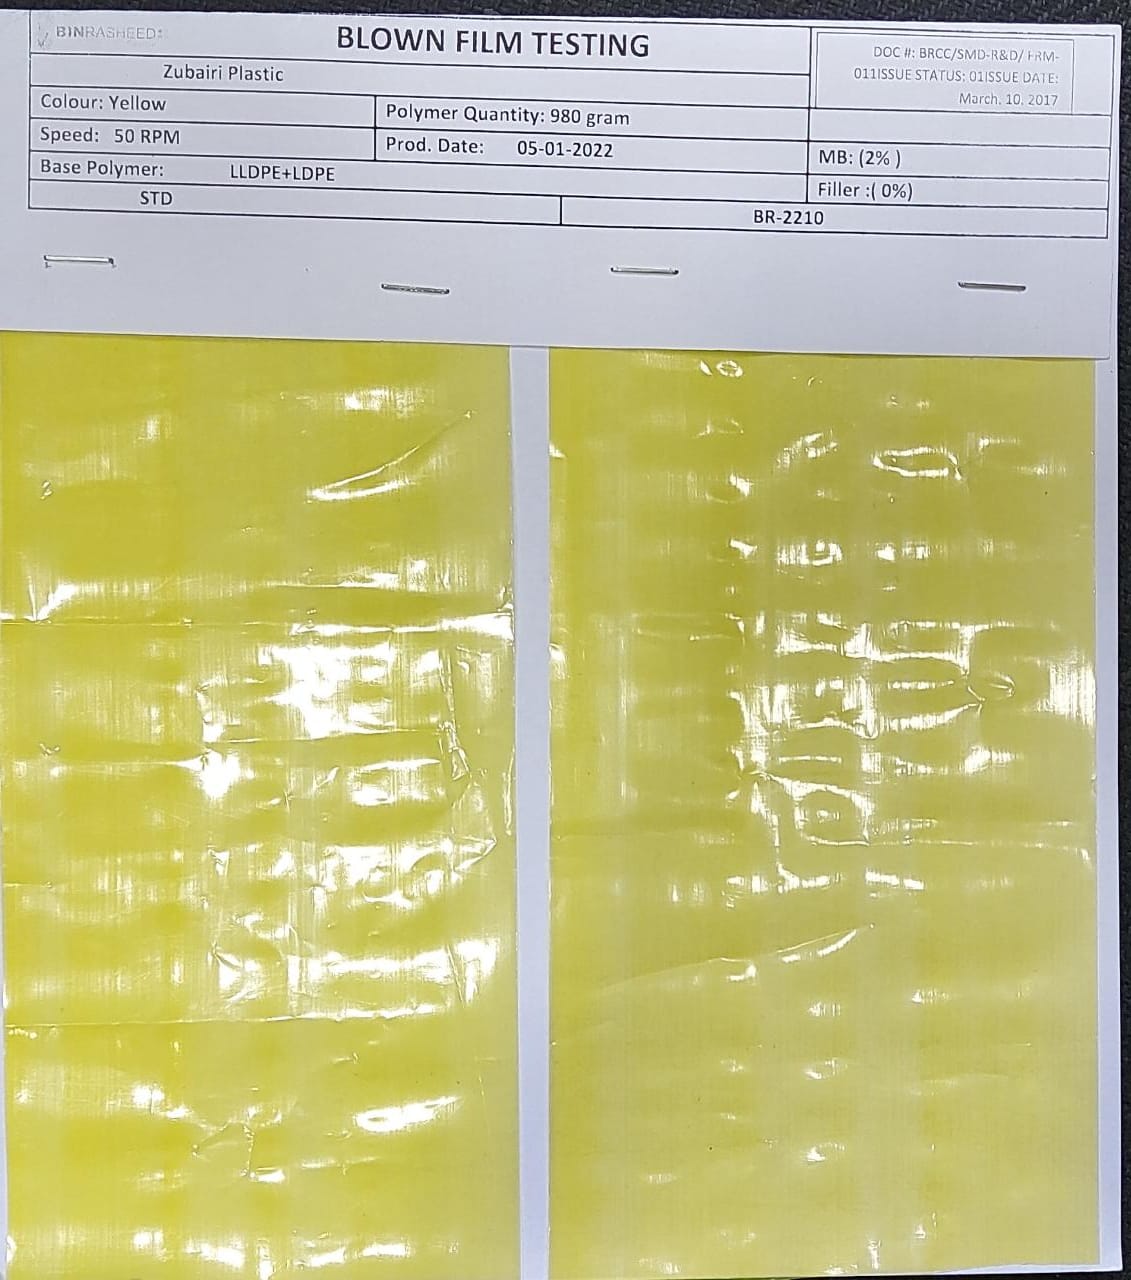 BINRASHEED
BLOWN FILM TESTING
DOC #: BRCC/SMD-R&D/ FRM-
011ISSUE STATUS: 01ISSUE DATE:
March, 10, 2017
Zubairi Plastic
Colour: Yellow
Polymer Quantity: 980 gram
Speed: 50 RPM
Prod. Date: 05-01-2022
MB: (2% )
Base Polymer: LLDPE+LDPE
Filler :( 0%)
STD
BR-2210